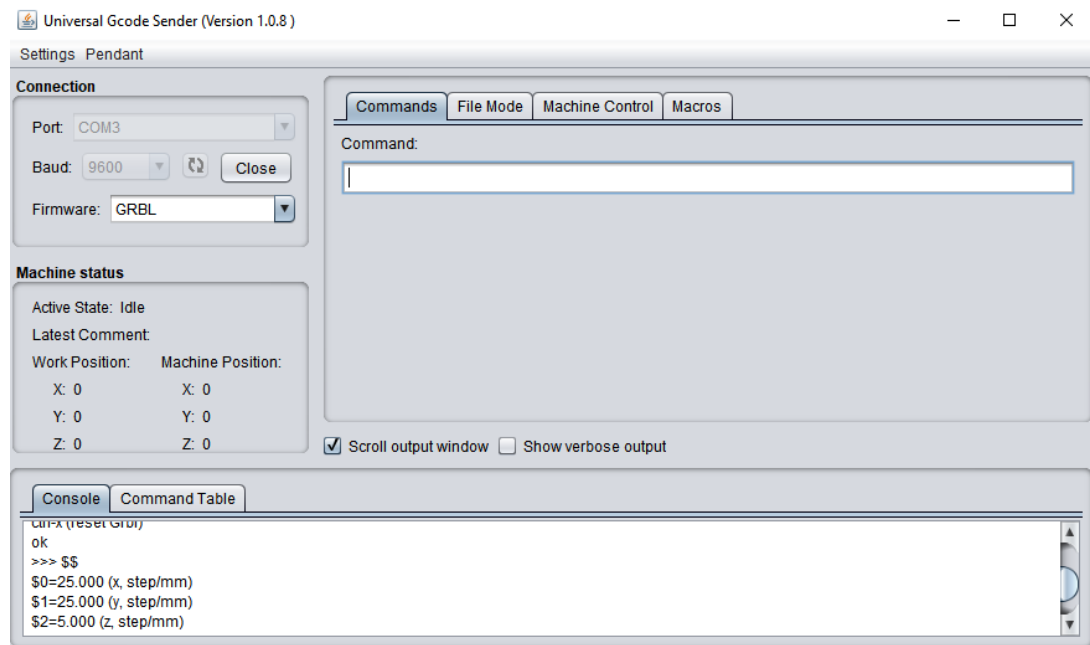 Universal Gcode Sender (Version 1.0.8 )
Settings Pendant
Connection
Port: COM3
Baud: 9600 Close
Firmware: GRBL
Machine status
Active State: Idle
Latest Comment:
Work Position: Machine Position:
X: 0 X: 0
Y: 0 Y: 0
Z: 0 Z: 0
Commands File Mode Machine Control Macros
Command:
Scroll output window Show verbose output
Console Command Table
ctrl-x (reset Grbl)
ok
>>> $$
$0=25.000 (x, step/mm)
$1=25.000 (y, step/mm)
$2=5.000 (z, step/mm)